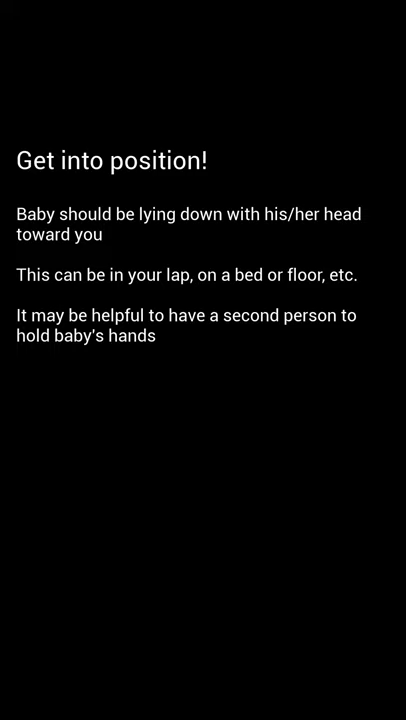 Get into position!
Baby should be lying down with his/her head
toward you
This can be in your lap, on a bed or floor, etc.
It may be helpful to have a second person to
hold baby's hands